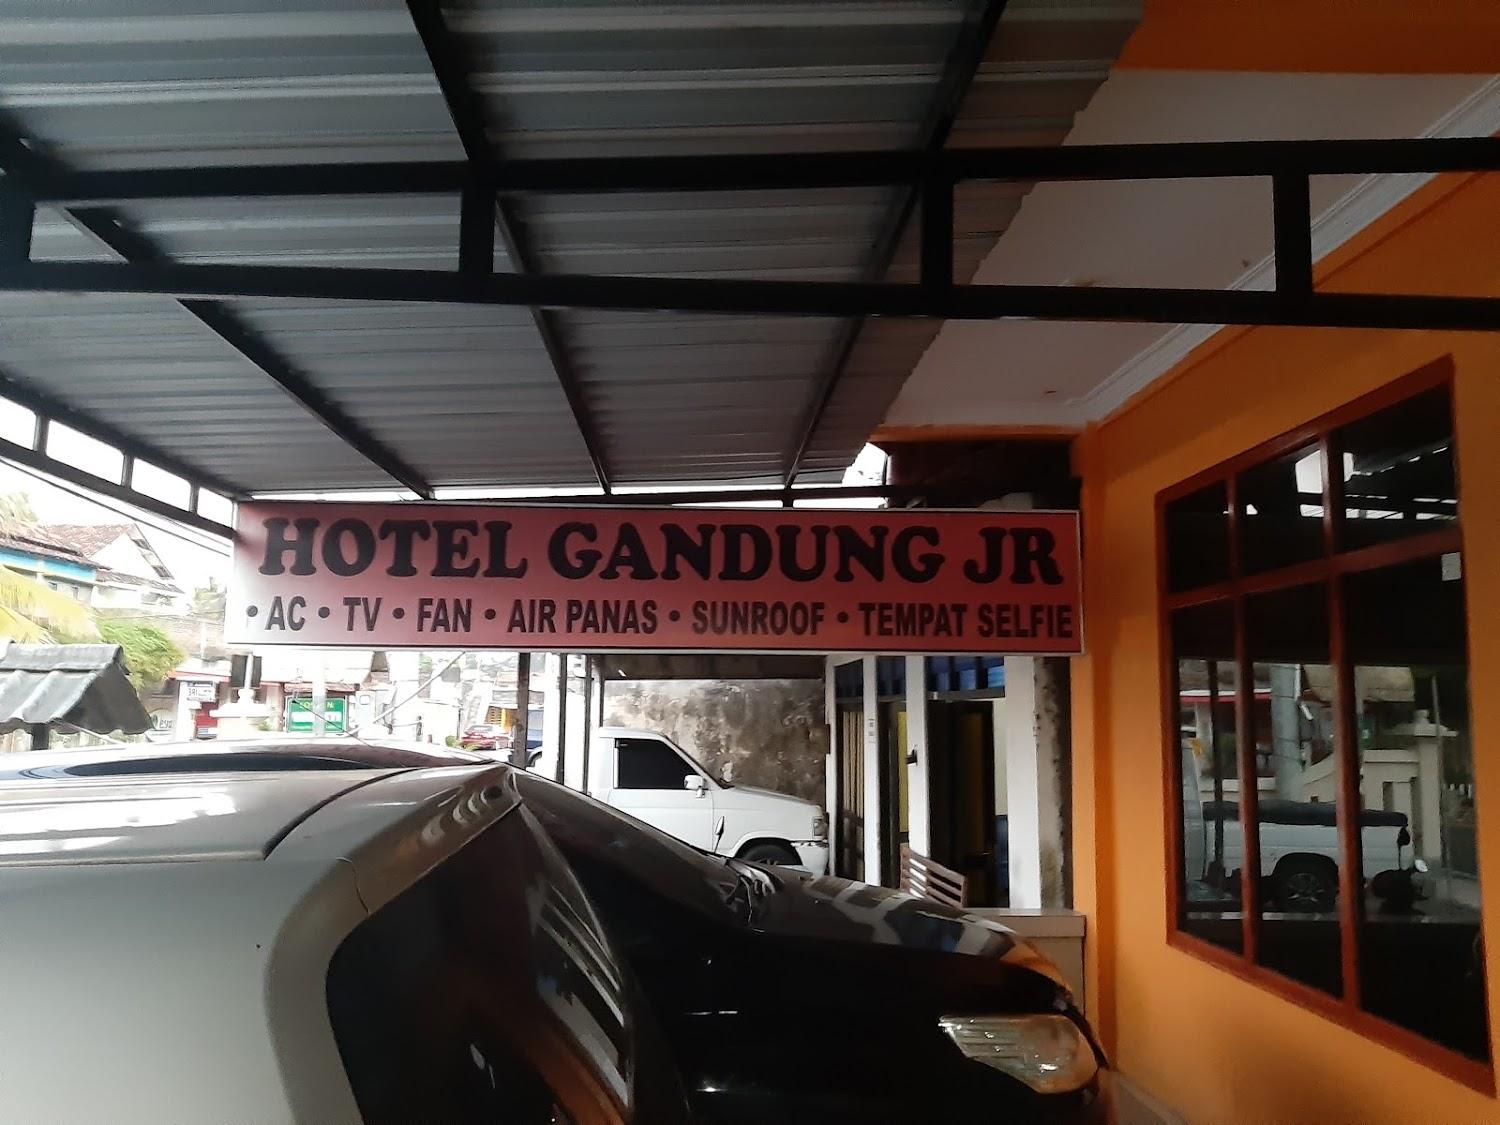 HOTEL GANDUNG JR
• AC • TV • FAN • AIR PANAS • SUNROOF • TEMPAT SELFIE